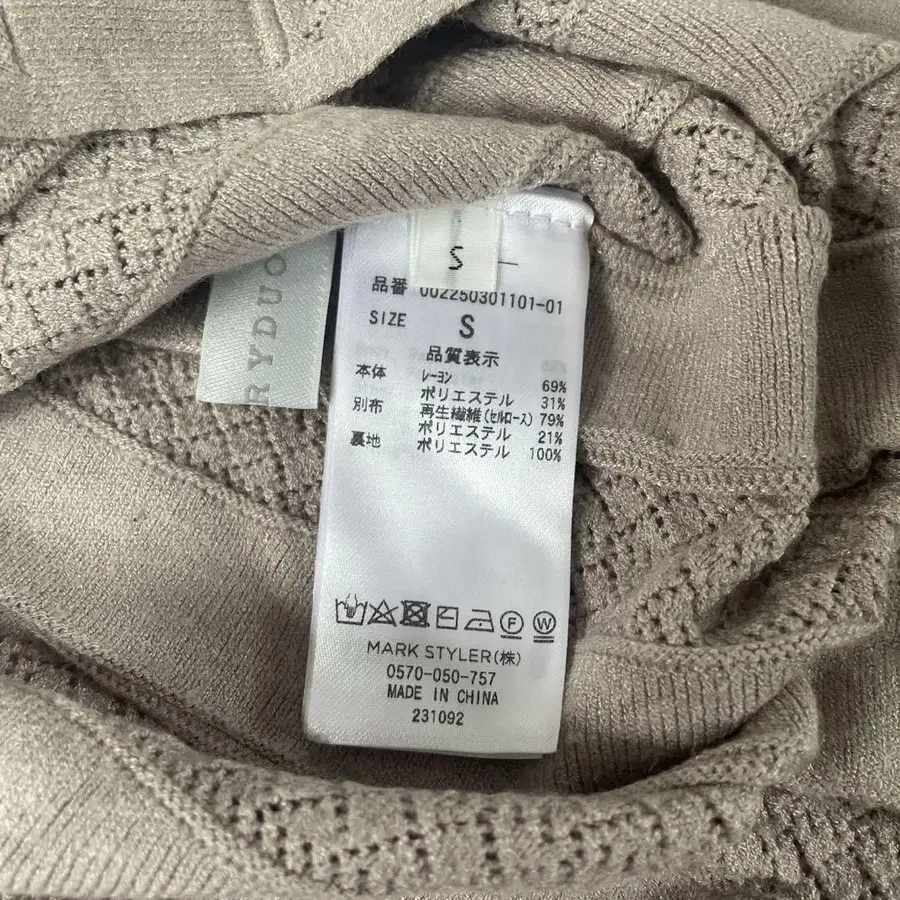 S
品番 002250301101-01
SIZE S
品質表示
本体 レーヨン 69%
ポリエステル 31%
別布 再生繊維(セルロース) 79%
ポリエステル 21%
裏地 ポリエステル 100%
F W
MARK STYLER(株)
0570-050-757
MADE IN CHINA
231092
RYDUO